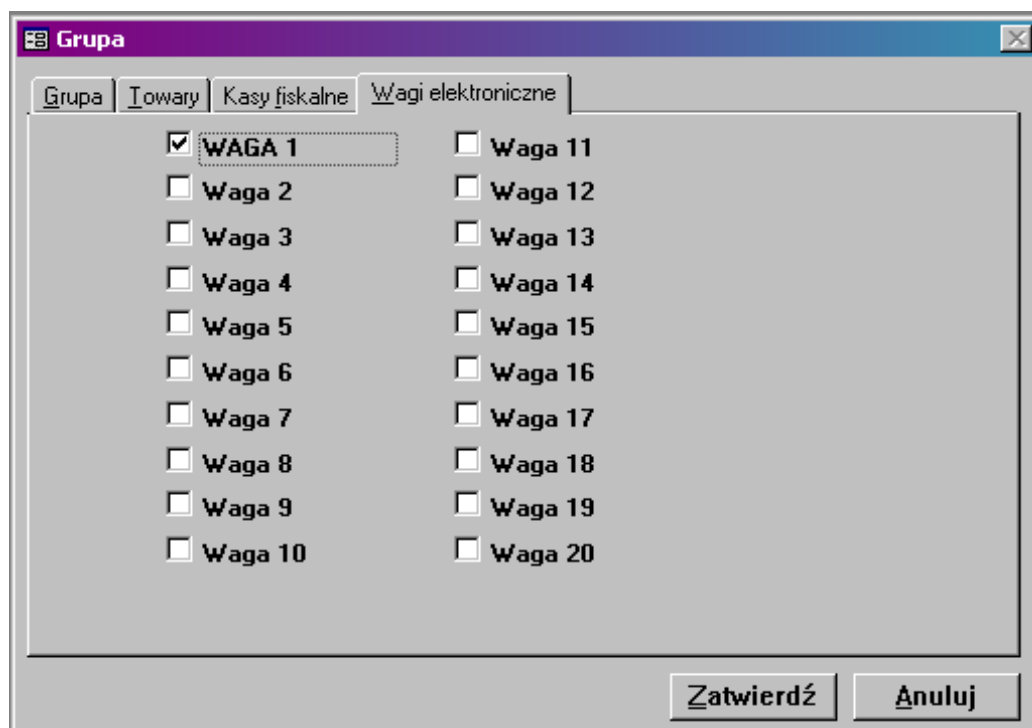 Grupa
Grupa Towary Kasy fiskalne Wagi elektroniczne
WAGA 1 Waga 11
Waga 2 Waga 12
Waga 3 Waga 13
Waga 4 Waga 14
Waga 5 Waga 15
Waga 6 Waga 16
Waga 7 Waga 17
Waga 8 Waga 18
Waga 9 Waga 19
Waga 10 Waga 20
Zatwierdź Anuluj